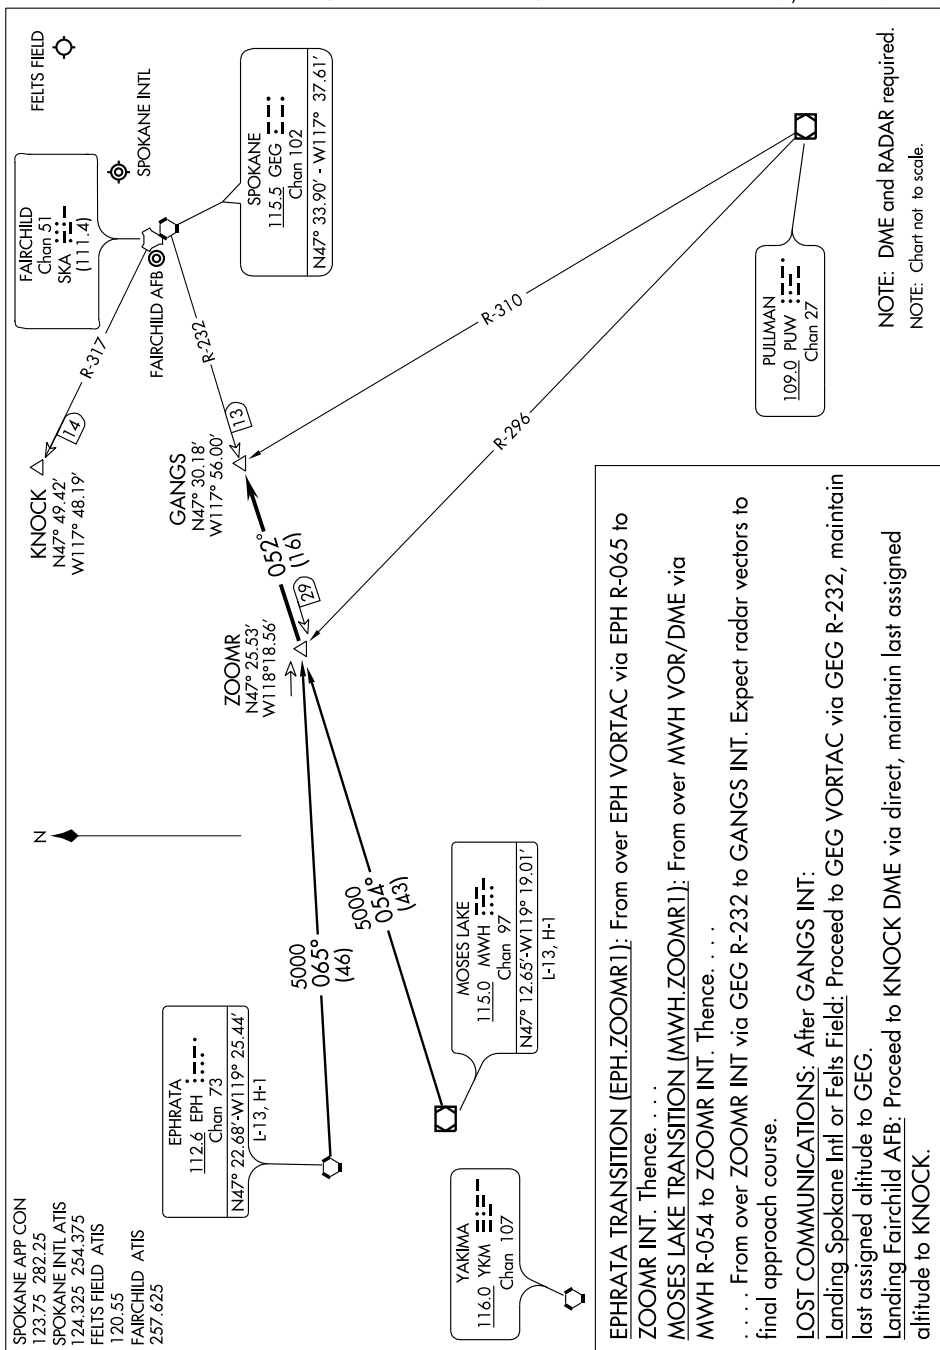 SPOKANE APP CON
123.75 282.25
SPOKANE INTL ATIS
124.325 254.375
FELTS FIELD ATIS
120.55
FAIRCHILD ATIS
257.625
N
FELTS FIELD
SPOKANE INTL
FAIRCHILD
Chan 51
SKA
(111.4)
FAIRCHILD AFB
SPOKANE
115.5 GEG
Chan 102
N47° 33.90' - W117° 37.61'
R-317
14
KNOCK
N47° 49.42'
W117° 48.19'
R-232
13
GANGS
N47° 30.18'
W117° 56.00'
052°
(16)
29
ZOOMR
N47° 25.53'
W118°18.56'
R-310
R-296
5000
065°
(46)
5000
054°
(43)
EPHRATA
112.6 EPH
Chan 73
N47° 22.68'-W119° 25.44'
L-13, H-1
MOSES LAKE
115.0 MWH
Chan 97
N47° 12.65'-W119° 19.01'
L-13, H-1
YAKIMA
116.0 YKM
Chan 107
PULLMAN
109.0 PUW
Chan 27
NOTE: DME and RADAR required.
NOTE: Chart not to scale.
EPHRATA TRANSITION (EPH.ZOOMR1): From over EPH VORTAC via EPH R-065 to
ZOOMR INT. Thence. . . .
MOSES LAKE TRANSITION (MWH.ZOOMR1): From over MWH VOR/DME via
MWH R-054 to ZOOMR INT. Thence. . . .
. . . . From over ZOOMR INT via GEG R-232 to GANGS INT. Expect radar vectors to
final approach course.
LOST COMMUNICATIONS: After GANGS INT:
Landing Spokane Intl or Felts Field: Proceed to GEG VORTAC via GEG R-232, maintain
last assigned altitude to GEG.
Landing Fairchild AFB: Proceed to KNOCK DME via direct, maintain last assigned
altitude to KNOCK.